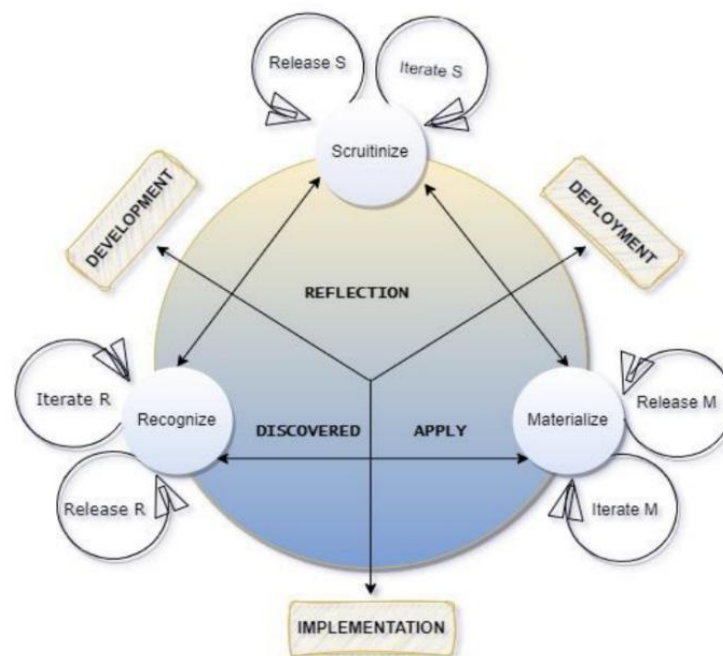 Release S
Iterate S
Scruitinize
DEVELOPMENT
DEPLOYMENT
REFLECTION
Iterate R
Recognize
DISCOVERED
APPLY
Materialize
Release M
Release R
Iterate M
IMPLEMENTATION